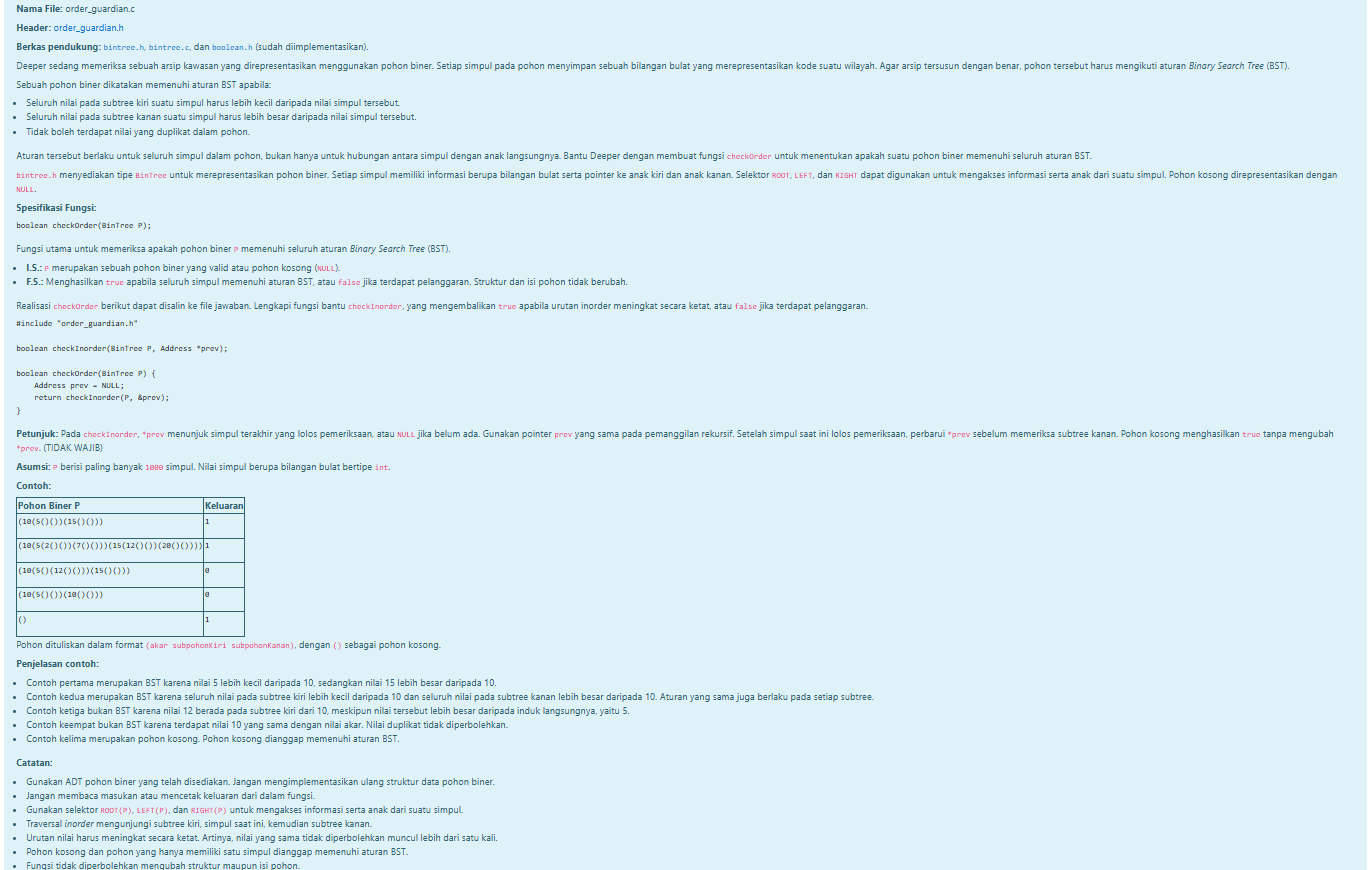 Nama File: order_guardian.c
Header: order_guardian.h
Berkas pendukung: bintree.h, bintree.c, dan boolean.h (sudah diimplementasikan).
Deeper sedang memeriksa sebuah arsip kawasan yang direpresentasikan menggunakan pohon biner. Setiap simpul pada pohon menyimpan sebuah bilangan bulat yang merepresentasikan kode suatu wilayah. Agar arsip tersusun dengan benar, pohon tersebut harus mengikuti aturan Binary Search Tree (BST).
Sebuah pohon biner dikatakan memenuhi aturan BST apabila:
• Seluruh nilai pada subtree kiri suatu simpul harus lebih kecil daripada nilai simpul tersebut.
• Seluruh nilai pada subtree kanan suatu simpul harus lebih besar daripada nilai simpul tersebut.
• Tidak boleh terdapat nilai yang duplikat dalam pohon.
Aturan tersebut berlaku untuk seluruh simpul dalam pohon, bukan hanya untuk hubungan antara simpul dengan anak langsungnya. Bantu Deeper dengan membuat fungsi checkOrder untuk menentukan apakah suatu pohon biner memenuhi seluruh aturan BST.
bintree.h menyediakan tipe BinTree untuk merepresentasikan pohon biner. Setiap simpul memiliki informasi berupa bilangan bulat serta pointer ke anak kiri dan anak kanan. Selektor ROOT, LEFT, dan RIGHT dapat digunakan untuk mengakses informasi serta anak dari suatu simpul. Pohon kosong direpresentasikan dengan
NULL.
Spesifikasi Fungsi:
boolean checkOrder(BinTree P);
Fungsi utama untuk memeriksa apakah pohon biner P memenuhi seluruh aturan Binary Search Tree (BST).
• I.S.: P merupakan sebuah pohon biner yang valid atau pohon kosong (NULL).
• F.S.: Menghasilkan true apabila seluruh simpul memenuhi aturan BST, atau false jika terdapat pelanggaran. Struktur dan isi pohon tidak berubah.
Realisasi checkOrder berikut dapat disalin ke file jawaban. Lengkapi fungsi bantu checkInorder, yang mengembalikan true apabila urutan inorder meningkat secara ketat, atau false jika terdapat pelanggaran.
#include "order_guardian.h"
boolean checkInorder(BinTree P, Address *prev);
boolean checkOrder(BinTree P) {
Address prev = NULL;
return checkInorder(P, &prev);
}
Petunjuk: Pada checkInorder, *prev menunjuk simpul terakhir yang lolos pemeriksaan, atau NULL jika belum ada. Gunakan pointer prev yang sama pada pemanggilan rekursif. Setelah simpul saat ini lolos pemeriksaan, perbarui *prev sebelum memeriksa subtree kanan. Pohon kosong menghasilkan true tanpa mengubah
*prev. (TIDAK WAJIB)
Asumsi: P berisi paling banyak 1000 simpul. Nilai simpul berupa bilangan bulat bertipe int.
Contoh:
Pohon Biner P Keluaran
(10(5()())(15()())) 1
(10(5(2()())(7()()))(15(12()())(20()()))) 1
(10(5()(12()()))(15()())) 0
(10(5()())(10()())) 0
() 1
Pohon dituliskan dalam format (akar subpohonKiri subpohonKanan), dengan () sebagai pohon kosong.
Penjelasan contoh:
• Contoh pertama merupakan BST karena nilai 5 lebih kecil daripada 10, sedangkan nilai 15 lebih besar daripada 10.
• Contoh kedua merupakan BST karena seluruh nilai pada subtree kiri lebih kecil daripada 10 dan seluruh nilai pada subtree kanan lebih besar daripada 10. Aturan yang sama juga berlaku pada setiap subtree.
• Contoh ketiga bukan BST karena nilai 12 berada pada subtree kiri dari 10, meskipun nilai tersebut lebih besar daripada induk langsungnya, yaitu 5.
• Contoh keempat bukan BST karena terdapat nilai 10 yang sama dengan nilai akar. Nilai duplikat tidak diperbolehkan.
• Contoh kelima merupakan pohon kosong. Pohon kosong dianggap memenuhi aturan BST.
Catatan:
• Gunakan ADT pohon biner yang telah disediakan. Jangan mengimplementasikan ulang struktur data pohon biner.
• Jangan membaca masukan atau mencetak keluaran dari dalam fungsi.
• Gunakan selektor ROOT(P), LEFT(P), dan RIGHT(P) untuk mengakses informasi serta anak dari suatu simpul.
• Traversal inorder mengunjungi subtree kiri, simpul saat ini, kemudian subtree kanan.
• Urutan nilai harus meningkat secara ketat. Artinya, nilai yang sama tidak diperbolehkan muncul lebih dari satu kali.
• Pohon kosong dan pohon yang hanya memiliki satu simpul dianggap memenuhi aturan BST.
• Fungsi tidak diperbolehkan mengubah struktur maupun isi pohon.